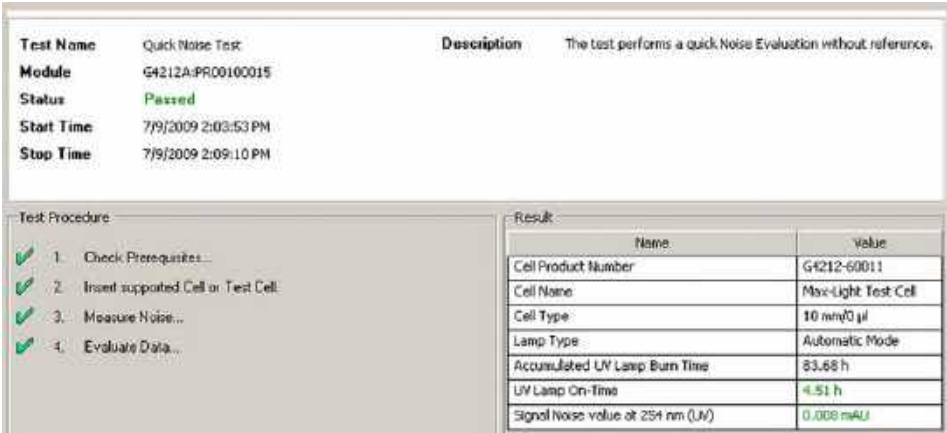 Test Name Quick Noise Test Description The test performs a quick Noise Evaluation without reference.
Module G4212A:PR00100015
Status Passed
Start Time 7/9/2009 2:03:53 PM
Stop Time 7/9/2009 2:09:10 PM
Test Procedure
1. Check Prerequisites...
2. Insert supported Cell or Test Cell
3. Measure Noise...
4. Evaluate Data...
Result
Name Value
Cell Product Number G4212-60011
Cell Name Max-Light Test Cell
Cell Type 10 mm/0 µl
Lamp Type Automatic Mode
Accumulated UV Lamp Burn Time 83.68 h
UV Lamp On-Time 4.51 h
Signal Noise value at 254 nm (UV) 0.008 mAU